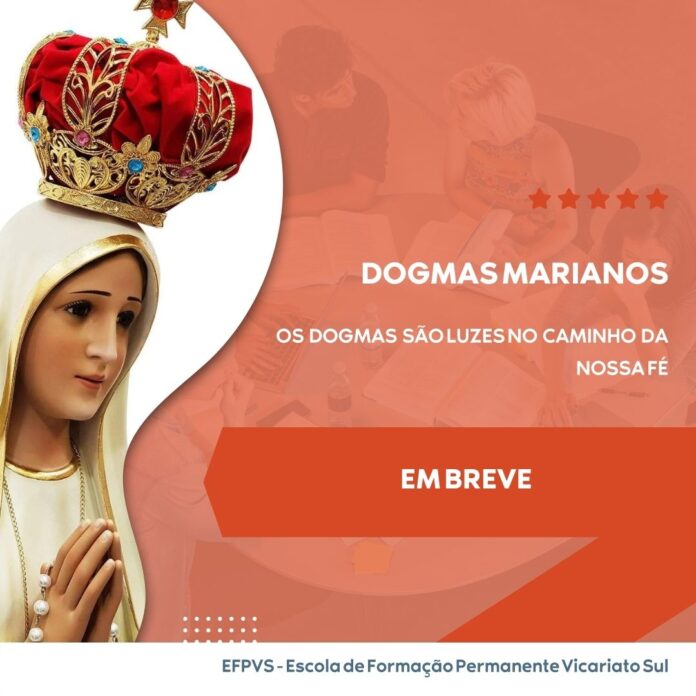 DOGMAS MARIANOS
OS DOGMAS SÃO LUZES NO CAMINHO DA
NOSSA FÉ
EM BREVE
EFPVS - Escola de Formação Permanente Vicariato Sul